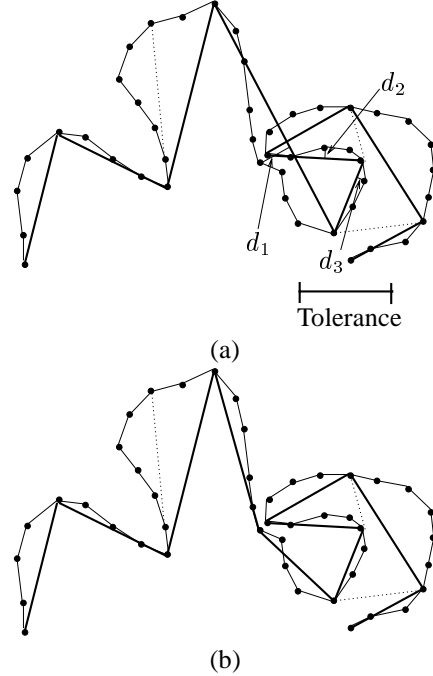 d₂
d₁
d₃
Tolerance
(a)
(b)